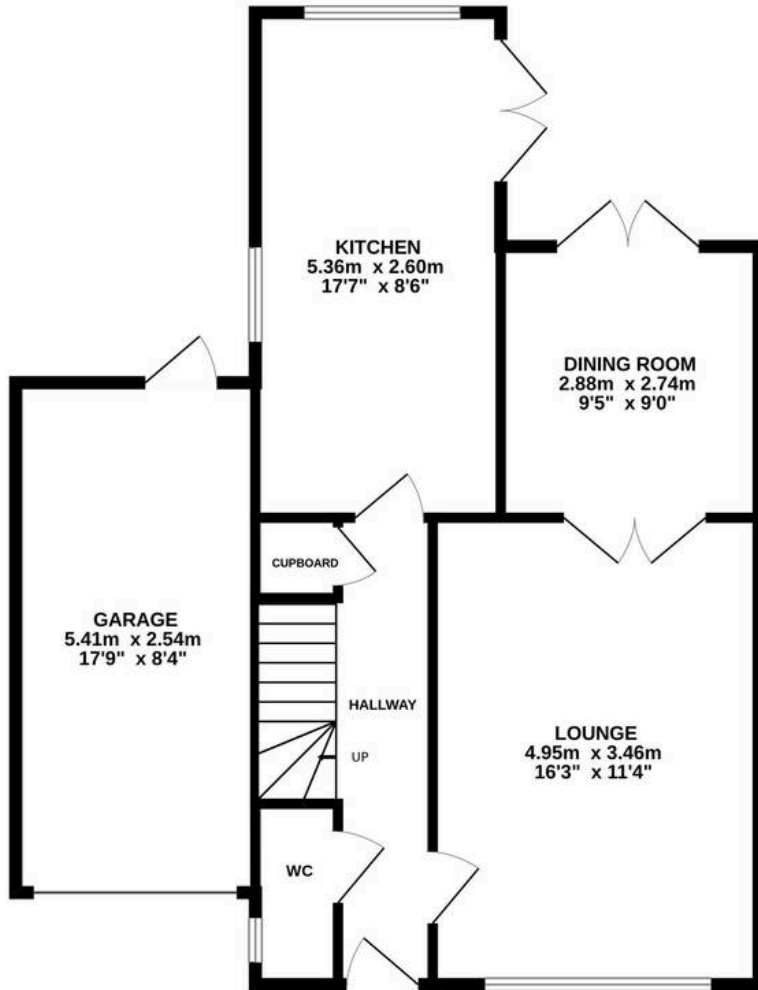 KITCHEN
5.36m x 2.60m
17'7" x 8'6"
DINING ROOM
2.88m x 2.74m
9'5" x 9'0"
CUPBOARD
GARAGE
5.41m x 2.54m
17'9" x 8'4"
HALLWAY
UP
LOUNGE
4.95m x 3.46m
16'3" x 11'4"
WC